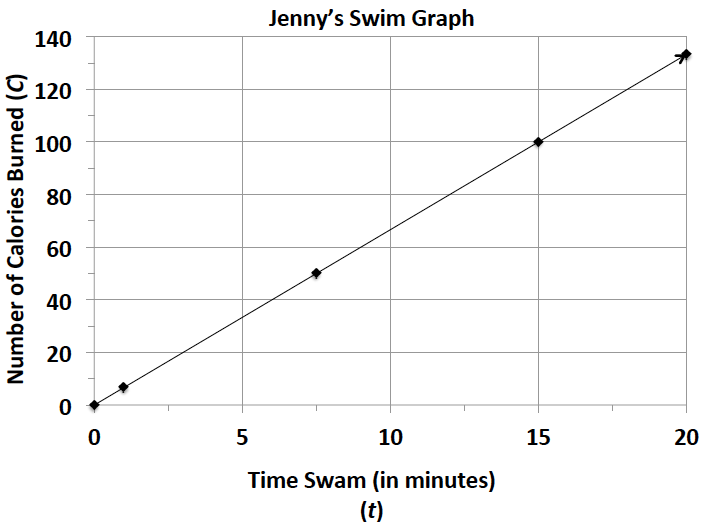 Jenny’s Swim Graph
Number of Calories Burned (C)
140
120
100
80
60
40
20
0
0 5 10 15 20
Time Swam (in minutes)
(t)